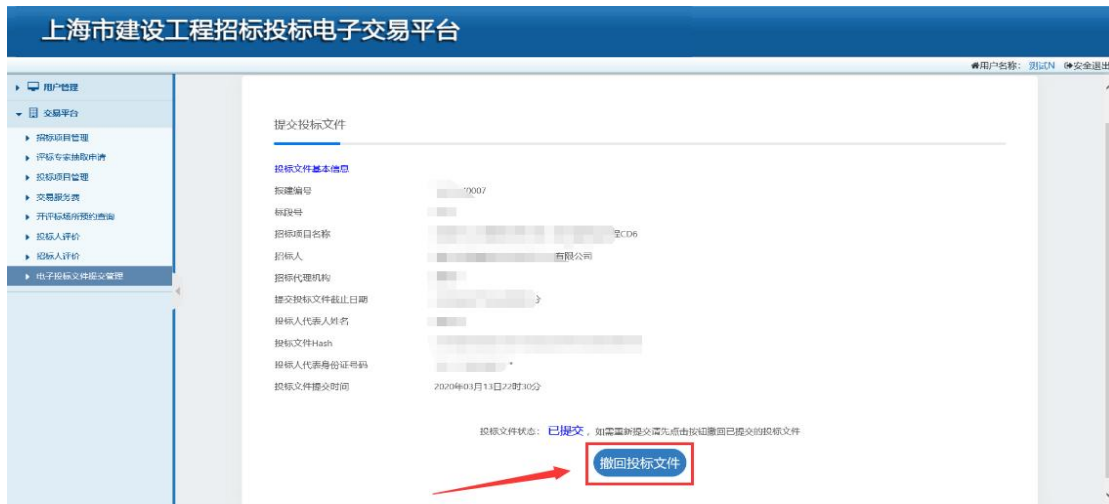 上海市建设工程招标投标电子交易平台
用户名称： 测试N 安全退出
用户管理
交易平台
招标项目管理
评标专家抽取申请
投标项目管理
交易服务费
开评标场所预约查询
投标人评价
招标人评价
电子投标文件提交管理
提交投标文件
投标文件基本信息
报建编号 0007
标段号
招标项目名称 程CD6
招标人 有限公司
招标代理机构
提交投标文件截止日期 分
投标人代表人姓名
投标文件Hash
投标人代表身份证号码 *
投标文件提交时间 2020年03月13日22时30分
投标文件状态： 已提交 ，如需重新提交请先点击按钮撤回已提交的投标文件
撤回投标文件